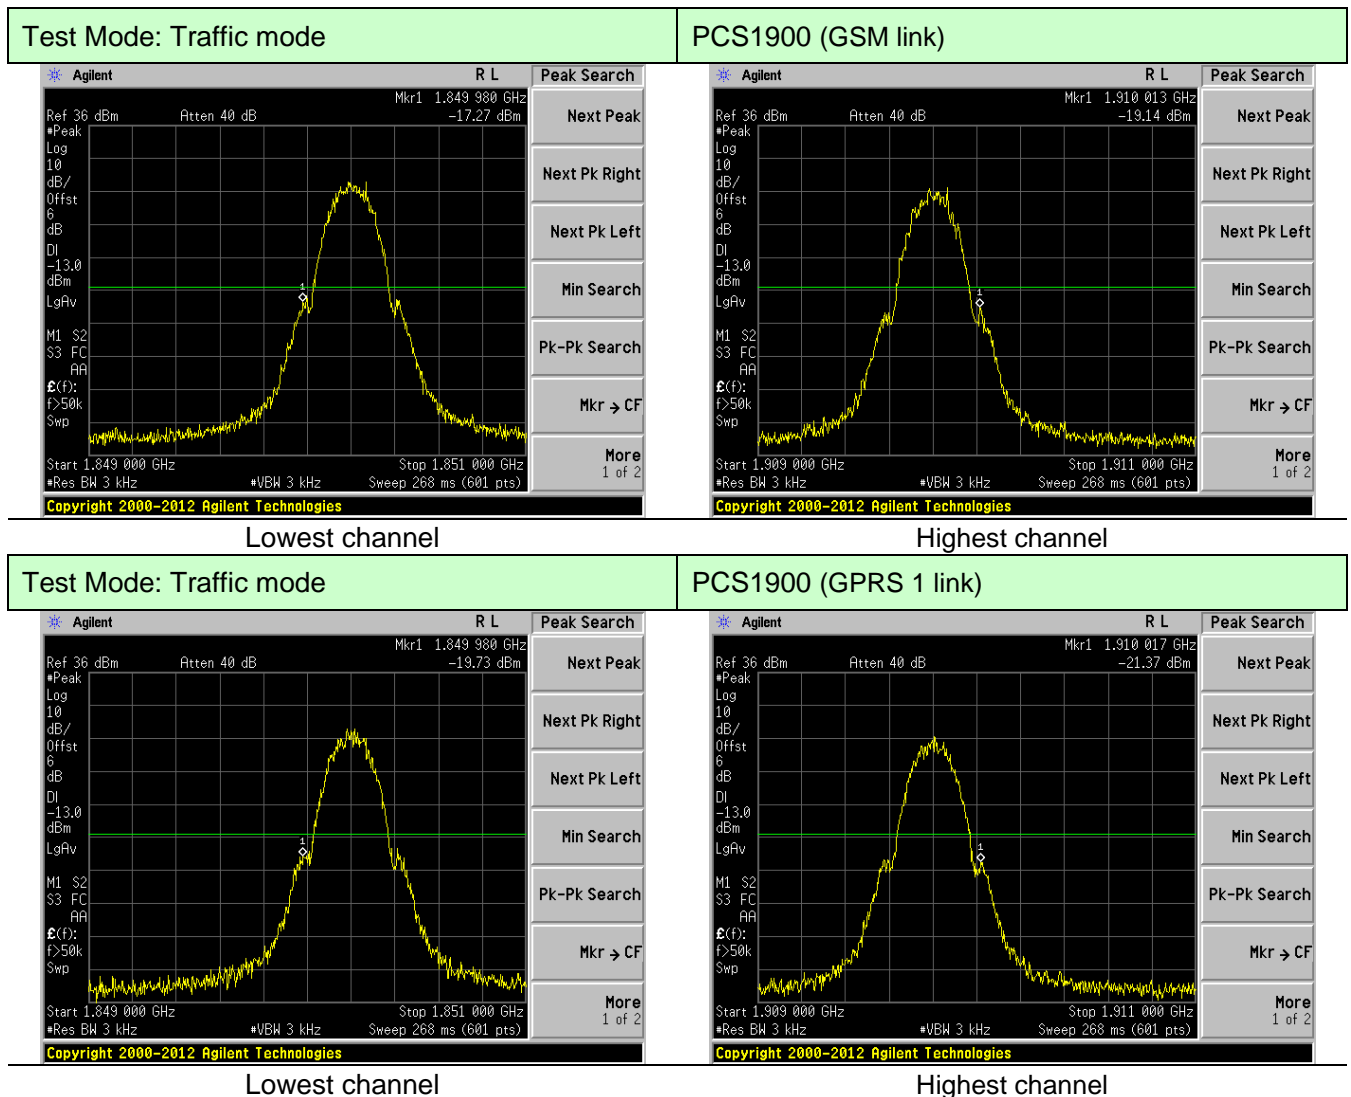 Test Mode: Traffic mode
PCS1900 (GSM link)
Agilent
R L
Peak Search
Mkr1 1.849 980 GHz
Ref 36 dBm
Atten 40 dB
-17.27 dBm
#Peak
Log
10
dB/
Offst
6
dB
DI
-13.0
dBm
LgAv
M1 S2
S3 FC
AA
£(f):
f>50k
Swp
1
Start 1.849 000 GHz
Stop 1.851 000 GHz
#Res BW 3 kHz
#VBW 3 kHz
Sweep 268 ms (601 pts)
Next Peak
Next Pk Right
Next Pk Left
Min Search
Pk-Pk Search
Mkr → CF
More
1 of 2
Copyright 2000-2012 Agilent Technologies
Agilent
R L
Peak Search
Mkr1 1.910 013 GHz
Ref 36 dBm
Atten 40 dB
-19.14 dBm
#Peak
Log
10
dB/
Offst
6
dB
DI
-13.0
dBm
LgAv
M1 S2
S3 FC
AA
£(f):
f>50k
Swp
1
Start 1.909 000 GHz
Stop 1.911 000 GHz
#Res BW 3 kHz
#VBW 3 kHz
Sweep 268 ms (601 pts)
Next Peak
Next Pk Right
Next Pk Left
Min Search
Pk-Pk Search
Mkr → CF
More
1 of 2
Copyright 2000-2012 Agilent Technologies
Lowest channel
Highest channel
Test Mode: Traffic mode
PCS1900 (GPRS 1 link)
Agilent
R L
Peak Search
Mkr1 1.849 980 GHz
Ref 36 dBm
Atten 40 dB
-19.73 dBm
#Peak
Log
10
dB/
Offst
6
dB
DI
-13.0
dBm
LgAv
M1 S2
S3 FC
AA
£(f):
f>50k
Swp
1
Start 1.849 000 GHz
Stop 1.851 000 GHz
#Res BW 3 kHz
#VBW 3 kHz
Sweep 268 ms (601 pts)
Next Peak
Next Pk Right
Next Pk Left
Min Search
Pk-Pk Search
Mkr → CF
More
1 of 2
Copyright 2000-2012 Agilent Technologies
Agilent
R L
Peak Search
Mkr1 1.910 017 GHz
Ref 36 dBm
Atten 40 dB
-21.37 dBm
#Peak
Log
10
dB/
Offst
6
dB
DI
-13.0
dBm
LgAv
M1 S2
S3 FC
AA
£(f):
f>50k
Swp
1
Start 1.909 000 GHz
Stop 1.911 000 GHz
#Res BW 3 kHz
#VBW 3 kHz
Sweep 268 ms (601 pts)
Next Peak
Next Pk Right
Next Pk Left
Min Search
Pk-Pk Search
Mkr → CF
More
1 of 2
Copyright 2000-2012 Agilent Technologies
Lowest channel
Highest channel